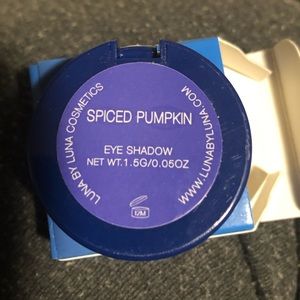 LUNA BY LUNA COSMETICS
SPICED PUMPKIN
EYE SHADOW
NET WT.1.5G/0.05OZ
WWW.LUNABYLUNA.COM
12M